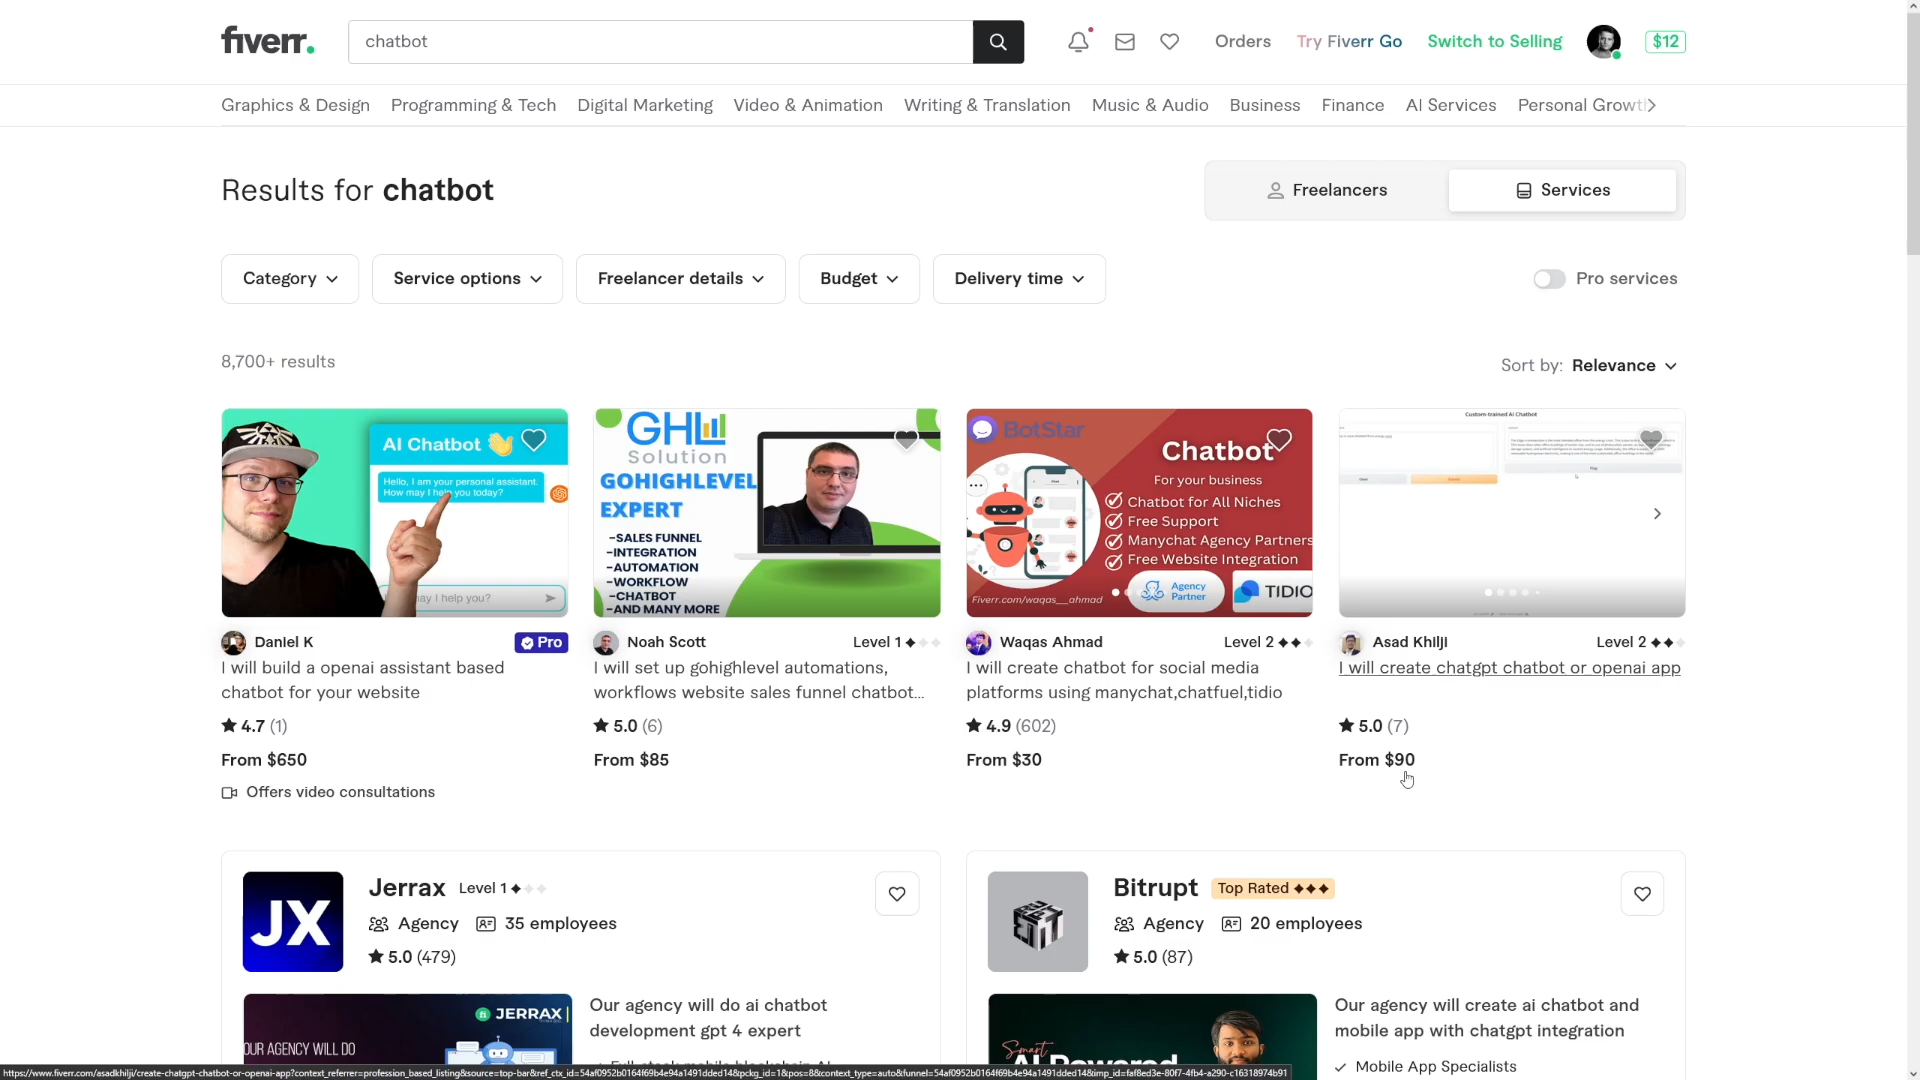 fiverr.
chatbot
Orders
Try Fiverr Go
Switch to Selling
$12
Graphics & Design
Programming & Tech
Digital Marketing
Video & Animation
Writing & Translation
Music & Audio
Business
Finance
AI Services
Personal Growt
Results for chatbot
Freelancers
Services
Category
Service options
Freelancer details
Budget
Delivery time
Pro services
8,700+ results
Sort by: Relevance
AI Chatbot
Hello, I am your personal assistant.
How may I help you today?
ay I help you?
Daniel K
Pro
I will build a openai assistant based
chatbot for your website
4.7 (1)
From $650
Offers video consultations
GHL
Solution
GOHIGHLEVEL
EXPERT
-SALES FUNNEL
-INTEGRATION
-AUTOMATION
-WORKFLOW
-CHATBOT
-AND MANY MORE
Noah Scott
Level 1
I will set up gohighlevel automations,
workflows website sales funnel chatbot...
5.0 (6)
From $85
BotStar
Chatbot
For your business
Chatbot for All Niches
Free Support
Manychat Agency Partners
Free Website Integration
Fiverr.com/waqas__ahmad
Agency
Partner
TIDIO
Waqas Ahmad
Level 2
I will create chatbot for social media
platforms using manychat,chatfuel,tidio
4.9 (602)
From $30
Custom-trained AI Chatbot
Asad Khilji
Level 2
I will create chatgpt chatbot or openai app
5.0 (7)
From $90
JX
Jerrax
Level 1
Agency
35 employees
5.0 (479)
JERRAX
OUR AGENCY WILL DO
Our agency will do ai chatbot
development gpt 4 expert
Bitrupt
Top Rated
Agency
20 employees
5.0 (87)
Smart
AI Powered
Our agency will create ai chatbot and
mobile app with chatgpt integration
Mobile App Specialists